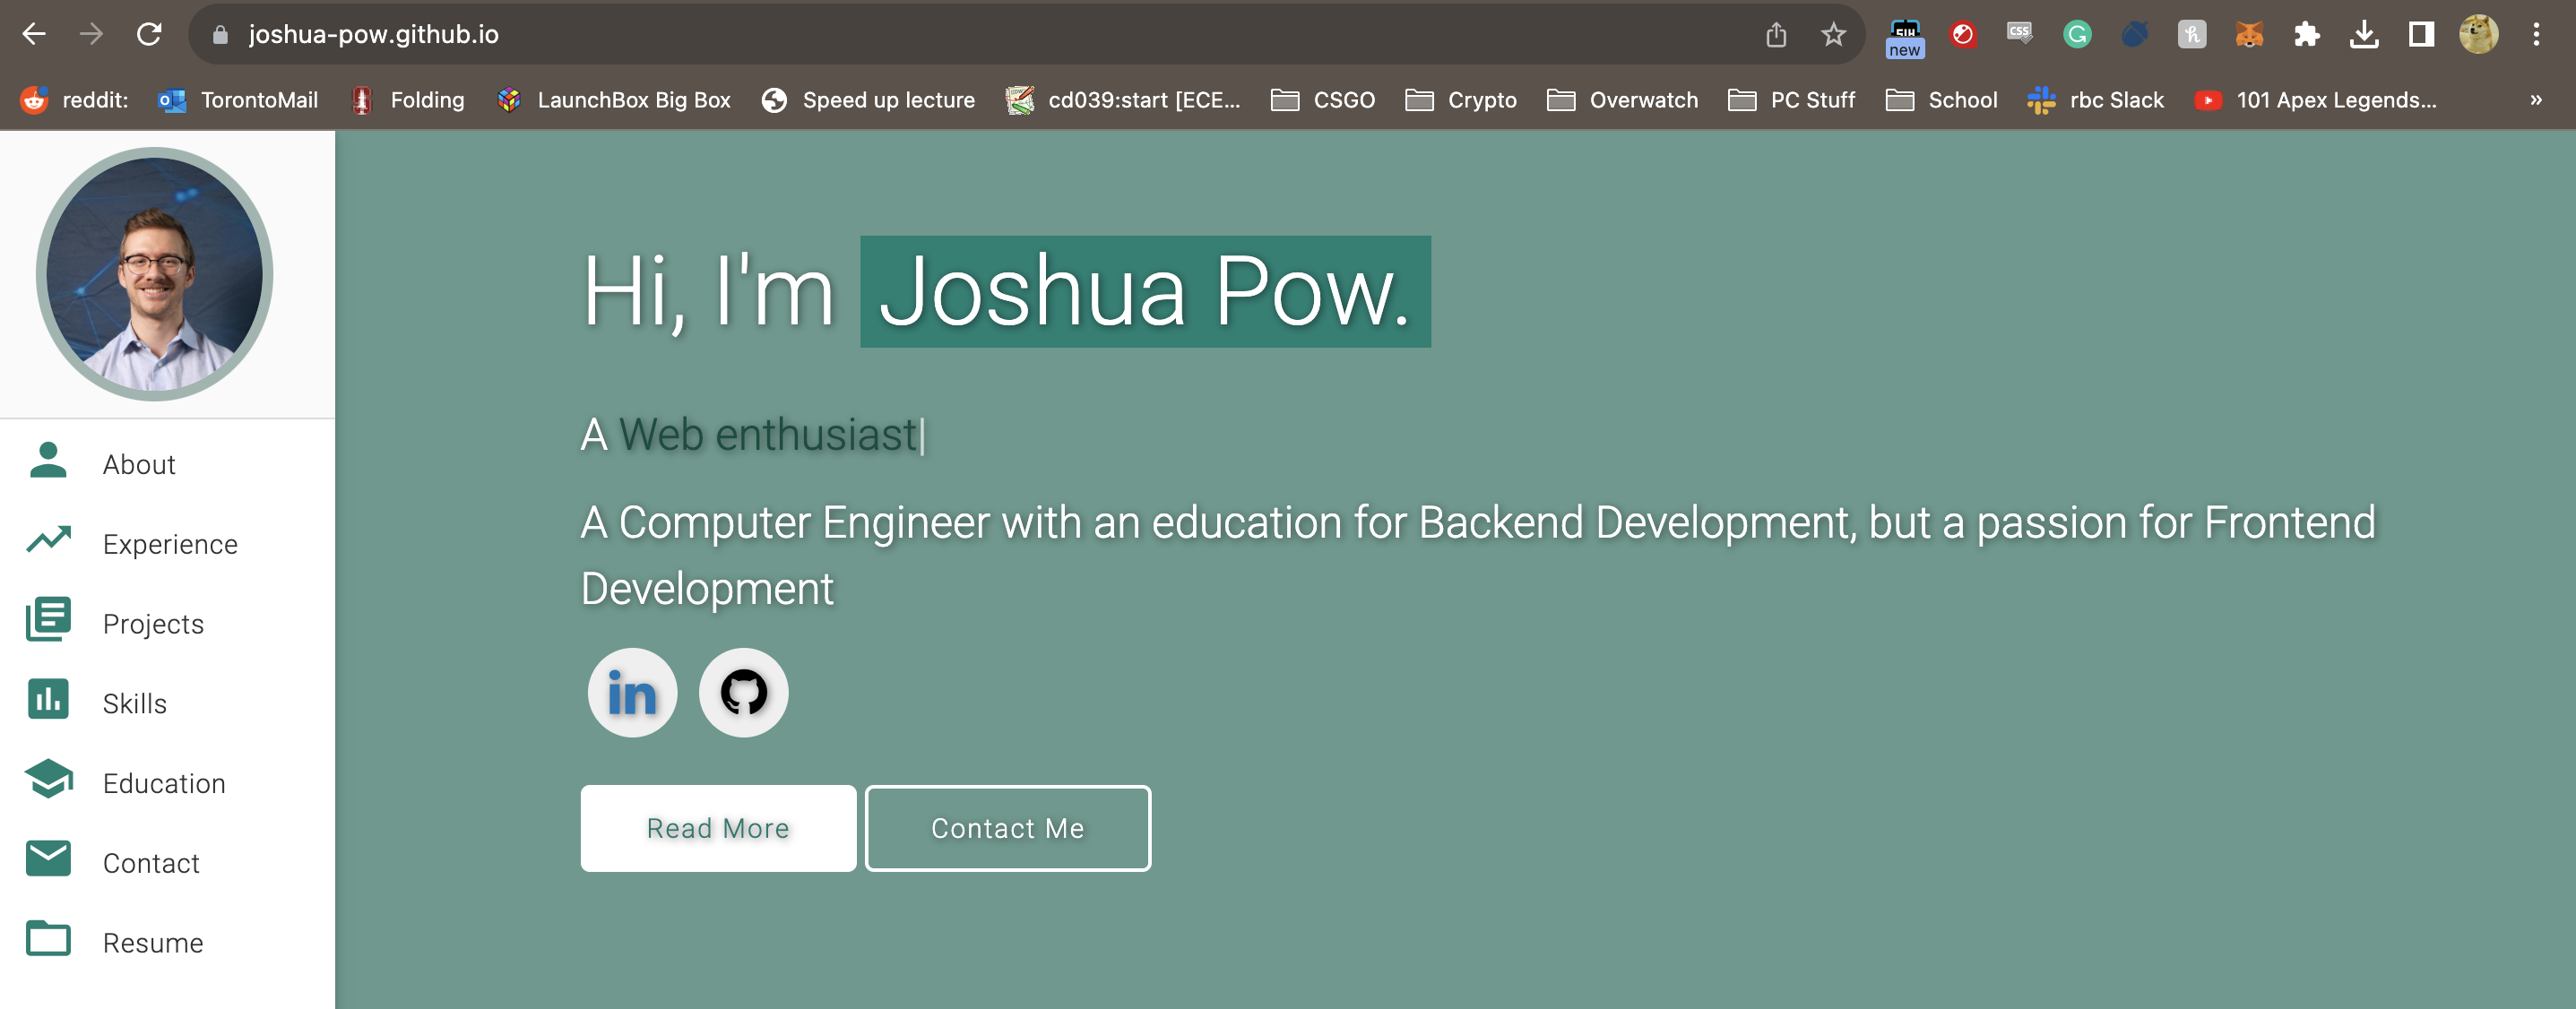 joshua-pow.github.io
new
CSS
reddit:
TorontoMail
Folding
LaunchBox Big Box
Speed up lecture
cd039:start [ECE...
CSGO
Crypto
Overwatch
PC Stuff
School
rbc Slack
101 Apex Legends...
»
Hi, I'm Joshua Pow.
A Web enthusiast|
A Computer Engineer with an education for Backend Development, but a passion for Frontend
Development
in
Read More
Contact Me
About
Experience
Projects
Skills
Education
Contact
Resume